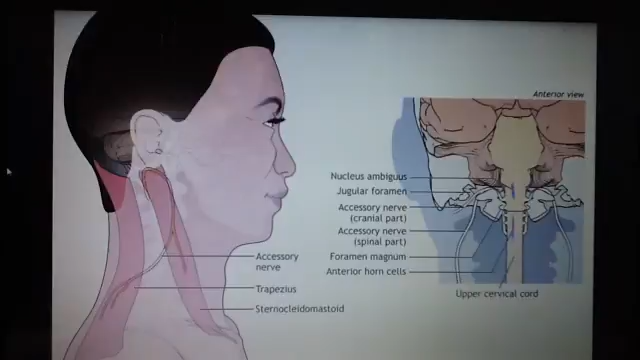 Anterior view
Nucleus ambiguus
Jugular foramen
Accessory nerve
(cranial part)
Accessory nerve
(spinal part)
Foramen magnum
Anterior horn cells
Upper cervical cord
Accessory
nerve
Trapezius
Sternocleidomastoid